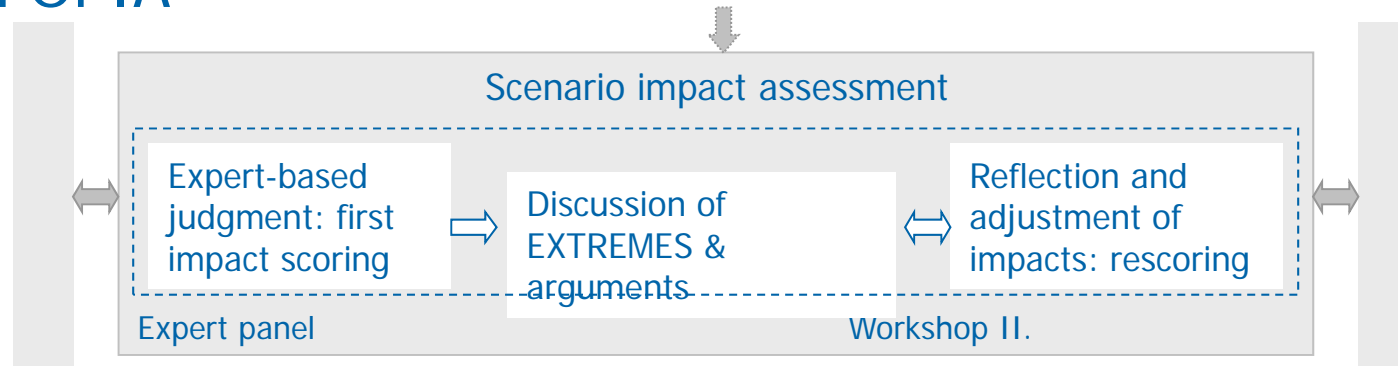 Scenario impact assessment
Expert-based
judgment: first
impact scoring
Discussion of
EXTREMES &
arguments
Reflection and
adjustment of
impacts: rescoring
Expert panel
Workshop II.